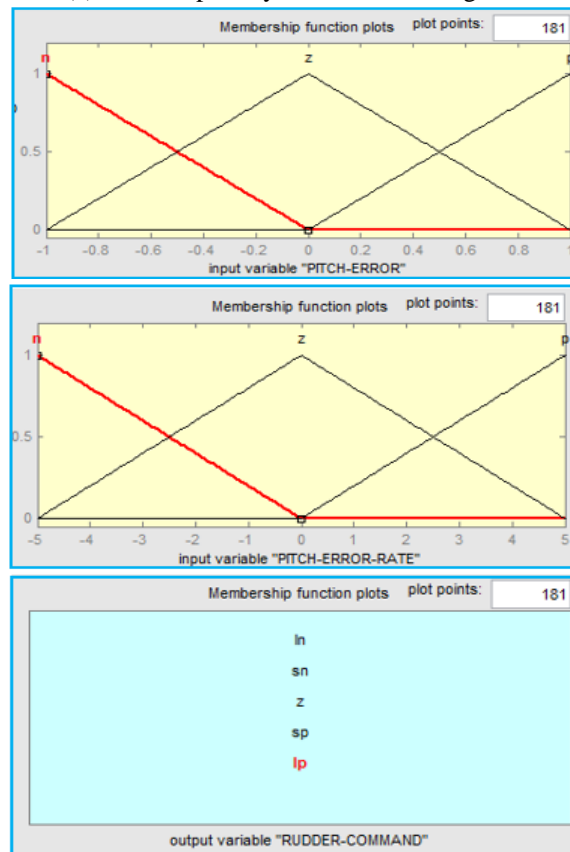 Membership function plots plot points: 181
n z p
1
0.5
0
-1 -0.8 -0.6 -0.4 -0.2 0 0.2 0.4 0.6 0.8 1
input variable "PITCH-ERROR"
Membership function plots plot points: 181
n z p
1
0.5
0
-5 -4 -3 -2 -1 0 1 2 3 4 5
input variable "PITCH-ERROR-RATE"
Membership function plots plot points: 181
ln
sn
z
sp
lp
output variable "RUDDER-COMMAND"